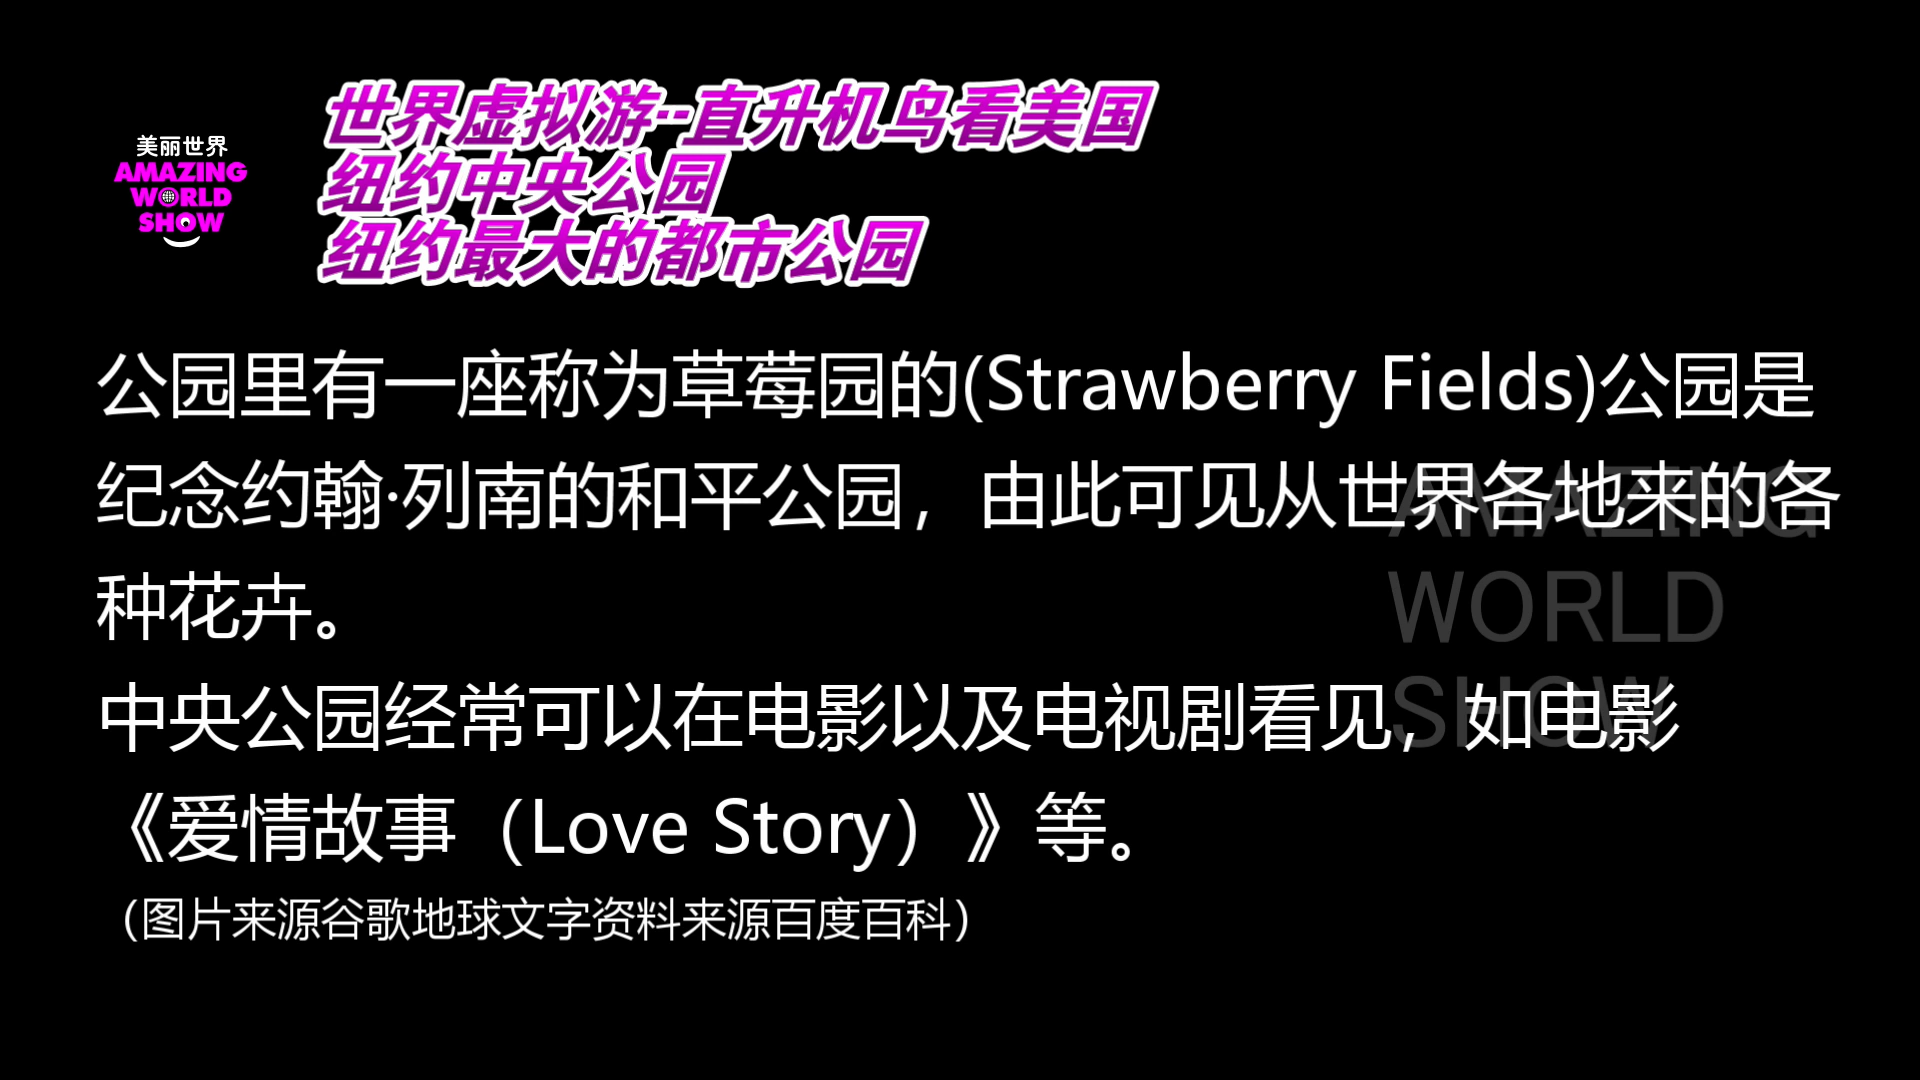 世界虚拟游--直升机鸟看美国
纽约中央公园
纽约最大的都市公园
美丽世界
AMAZING
WORLD
SHOW
公园里有一座称为草莓园的(Strawberry Fields)公园是
纪念约翰·列南的和平公园，由此可见从世界各地来的各
种花卉。
中央公园经常可以在电影以及电视剧看见，如电影
《爱情故事（Love Story）》等。
（图片来源谷歌地球文字资料来源百度百科）
AMAZING
WORLD
SHOW